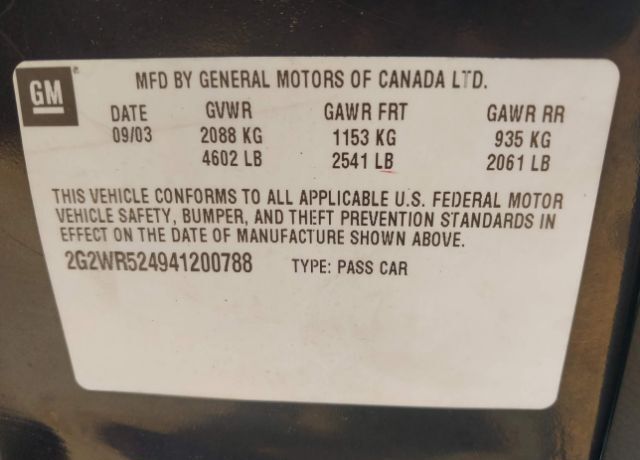 GM
MFD BY GENERAL MOTORS OF CANADA LTD.
DATE GVWR GAWR FRT GAWR RR
09/03 2088 KG 1153 KG 935 KG
4602 LB 2541 LB 2061 LB
THIS VEHICLE CONFORMS TO ALL APPLICABLE U.S. FEDERAL MOTOR
VEHICLE SAFETY, BUMPER, AND THEFT PREVENTION STANDARDS IN
EFFECT ON THE DATE OF MANUFACTURE SHOWN ABOVE.
2G2WR524941200788 TYPE: PASS CAR